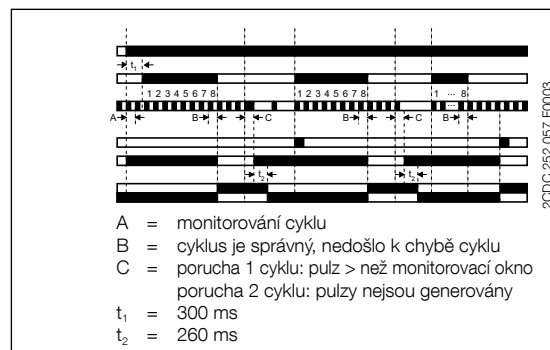 t₁
1 2 3 4 5 6 7 8 1 2 3 4 5 6 7 8 1 ... 8
A B C B C B
t₂ t₂
2CDC 252 057 F0003
A = monitorování cyklu
B = cyklus je správný, nedošlo k chybě cyklu
C = porucha 1 cyklu: pulz > než monitorovací okno
porucha 2 cyklu: pulzy nejsou generovány
t₁ = 300 ms
t₂ = 260 ms